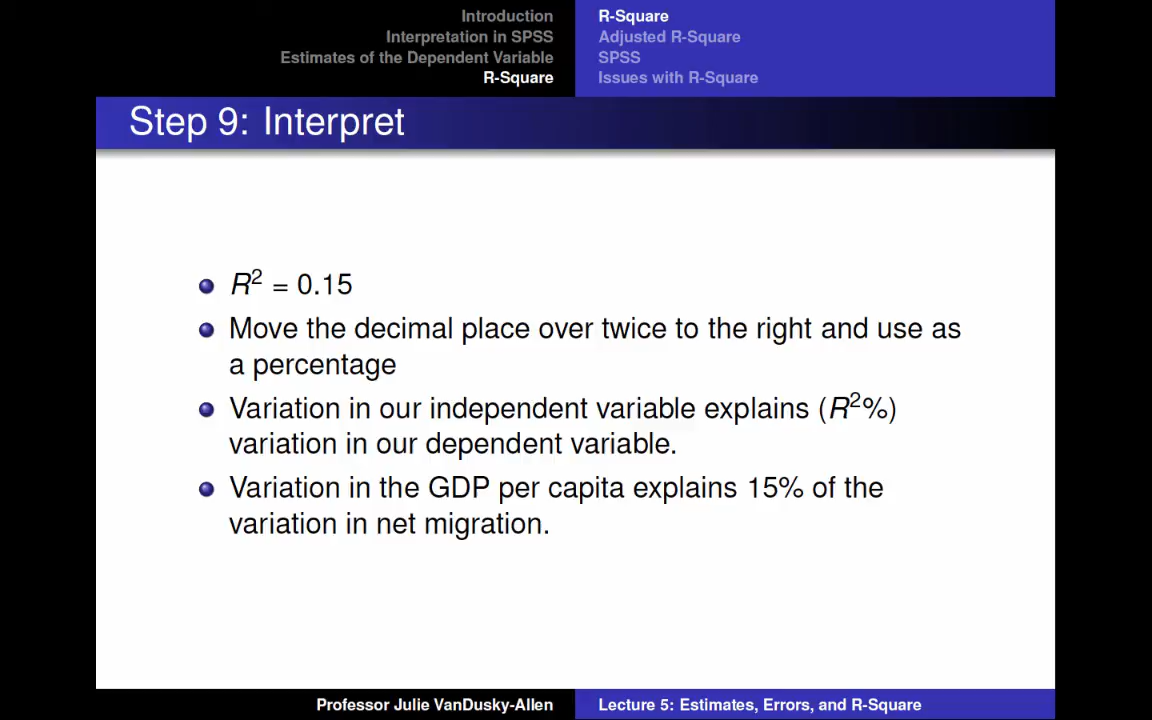 Introduction
Interpretation in SPSS
Estimates of the Dependent Variable
R-Square
R-Square
Adjusted R-Square
SPSS
Issues with R-Square
Step 9: Interpret
R² = 0.15
Move the decimal place over twice to the right and use as
a percentage
Variation in our independent variable explains (R²%)
variation in our dependent variable.
Variation in the GDP per capita explains 15% of the
variation in net migration.
Professor Julie VanDusky-Allen
Lecture 5: Estimates, Errors, and R-Square